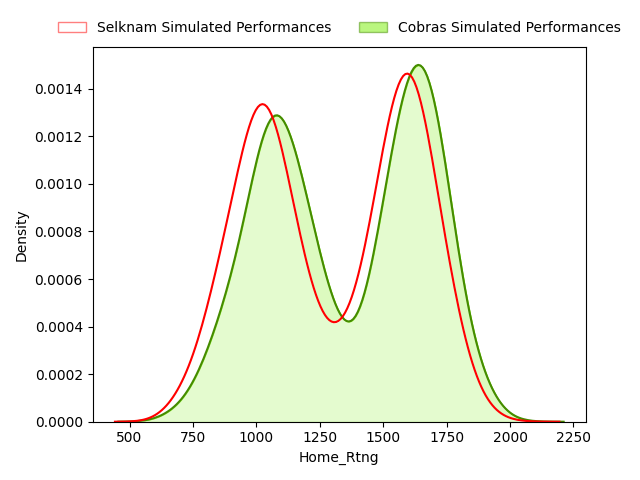 Selknam Simulated Performances Cobras Simulated Performances
0.0014
0.0012
0.0010
0.0008
0.0006
0.0004
0.0002
0.0000
Density
500 750 1000 1250 1500 1750 2000 2250
Home_Rtng